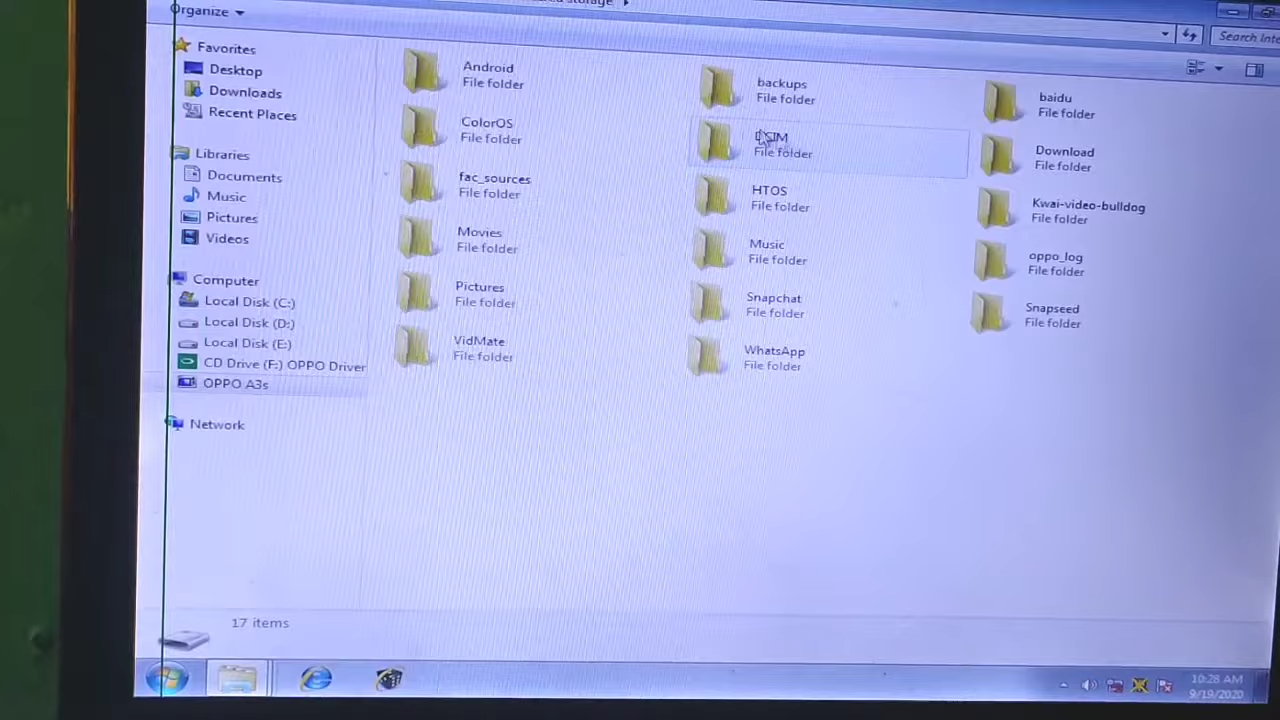 Organize
Search Inte
Favorites
Desktop
Downloads
Recent Places
Libraries
Documents
Music
Pictures
Videos
Computer
Local Disk (C:)
Local Disk (D:)
Local Disk (E:)
CD Drive (F:) OPPO Driver
OPPO A3s
Network
Android
File folder
backups
File folder
baidu
File folder
ColorOS
File folder
File folder
Download
File folder
fac_sources
File folder
HTOS
File folder
Kwai-video-bulldog
File folder
Movies
File folder
Music
File folder
oppo_log
File folder
Pictures
File folder
Snapchat
File folder
Snapseed
File folder
VidMate
File folder
WhatsApp
File folder
17 items
10:28 AM
9/19/2020